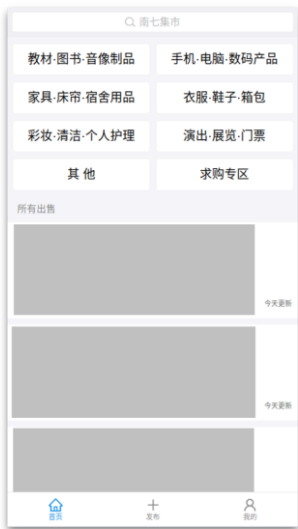 南七集市
教材·图书·音像制品 手机·电脑·数码产品
家具·床帘·宿舍用品 衣服·鞋子·箱包
彩妆·清洁·个人护理 演出·展览·门票
其 他 求购专区
所有出售
今天更新
今天更新
首页 发布 我的